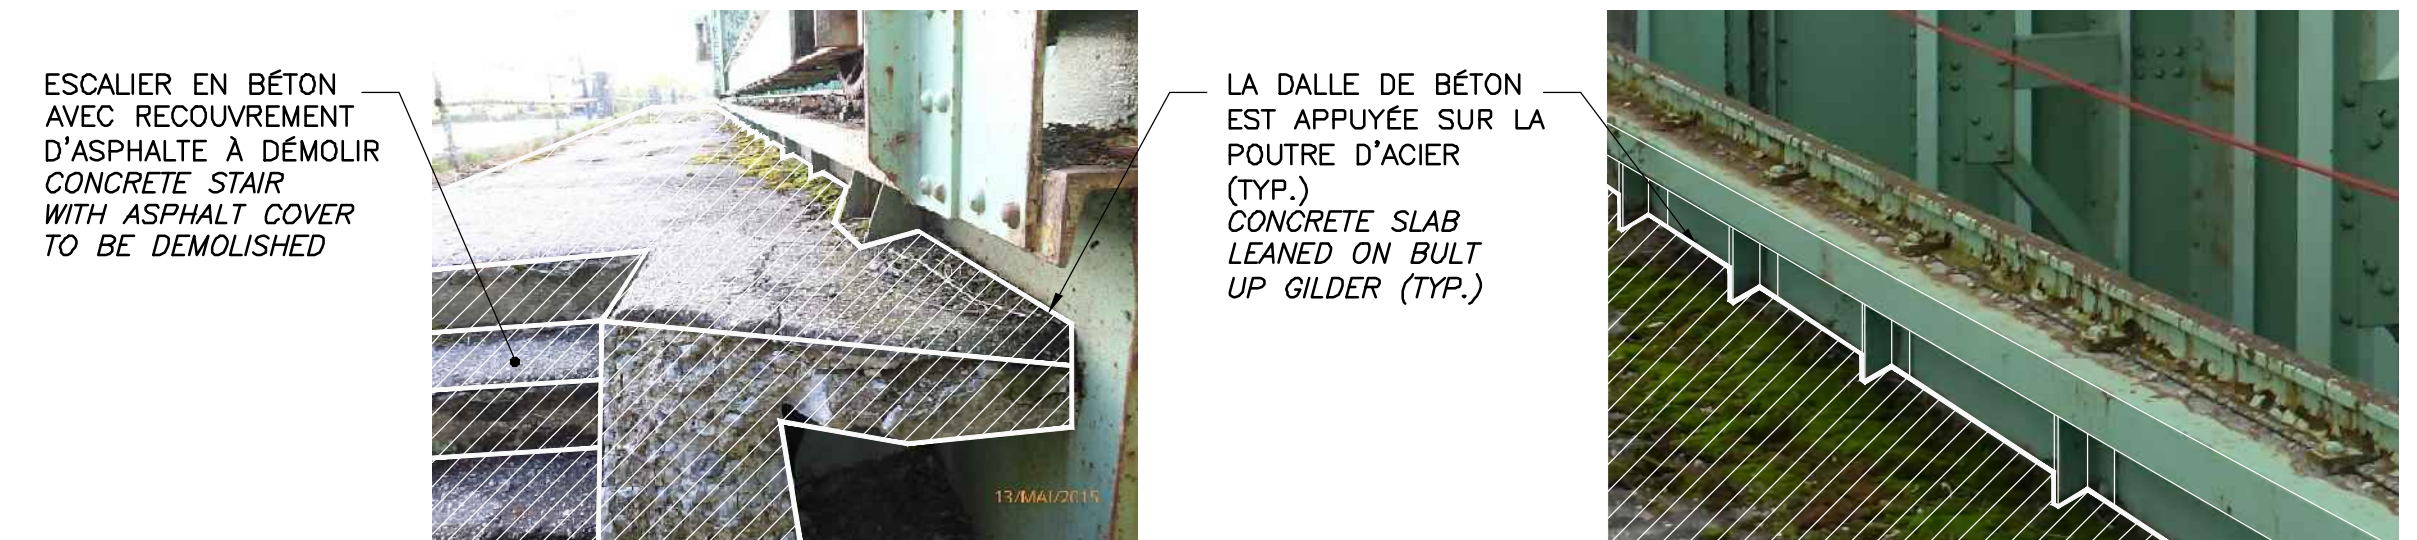 ESCALIER EN BÉTON
AVEC RECOUVREMENT
D'ASPHALTE À DÉMOLIR
CONCRETE STAIR
WITH ASPHALT COVER
TO BE DEMOLISHED
LA DALLE DE BÉTON
EST APPUYÉE SUR LA
POUTRE D'ACIER
(TYP.)
CONCRETE SLAB
LEANED ON BULT
UP GILDER (TYP.)
13/MAI/2015